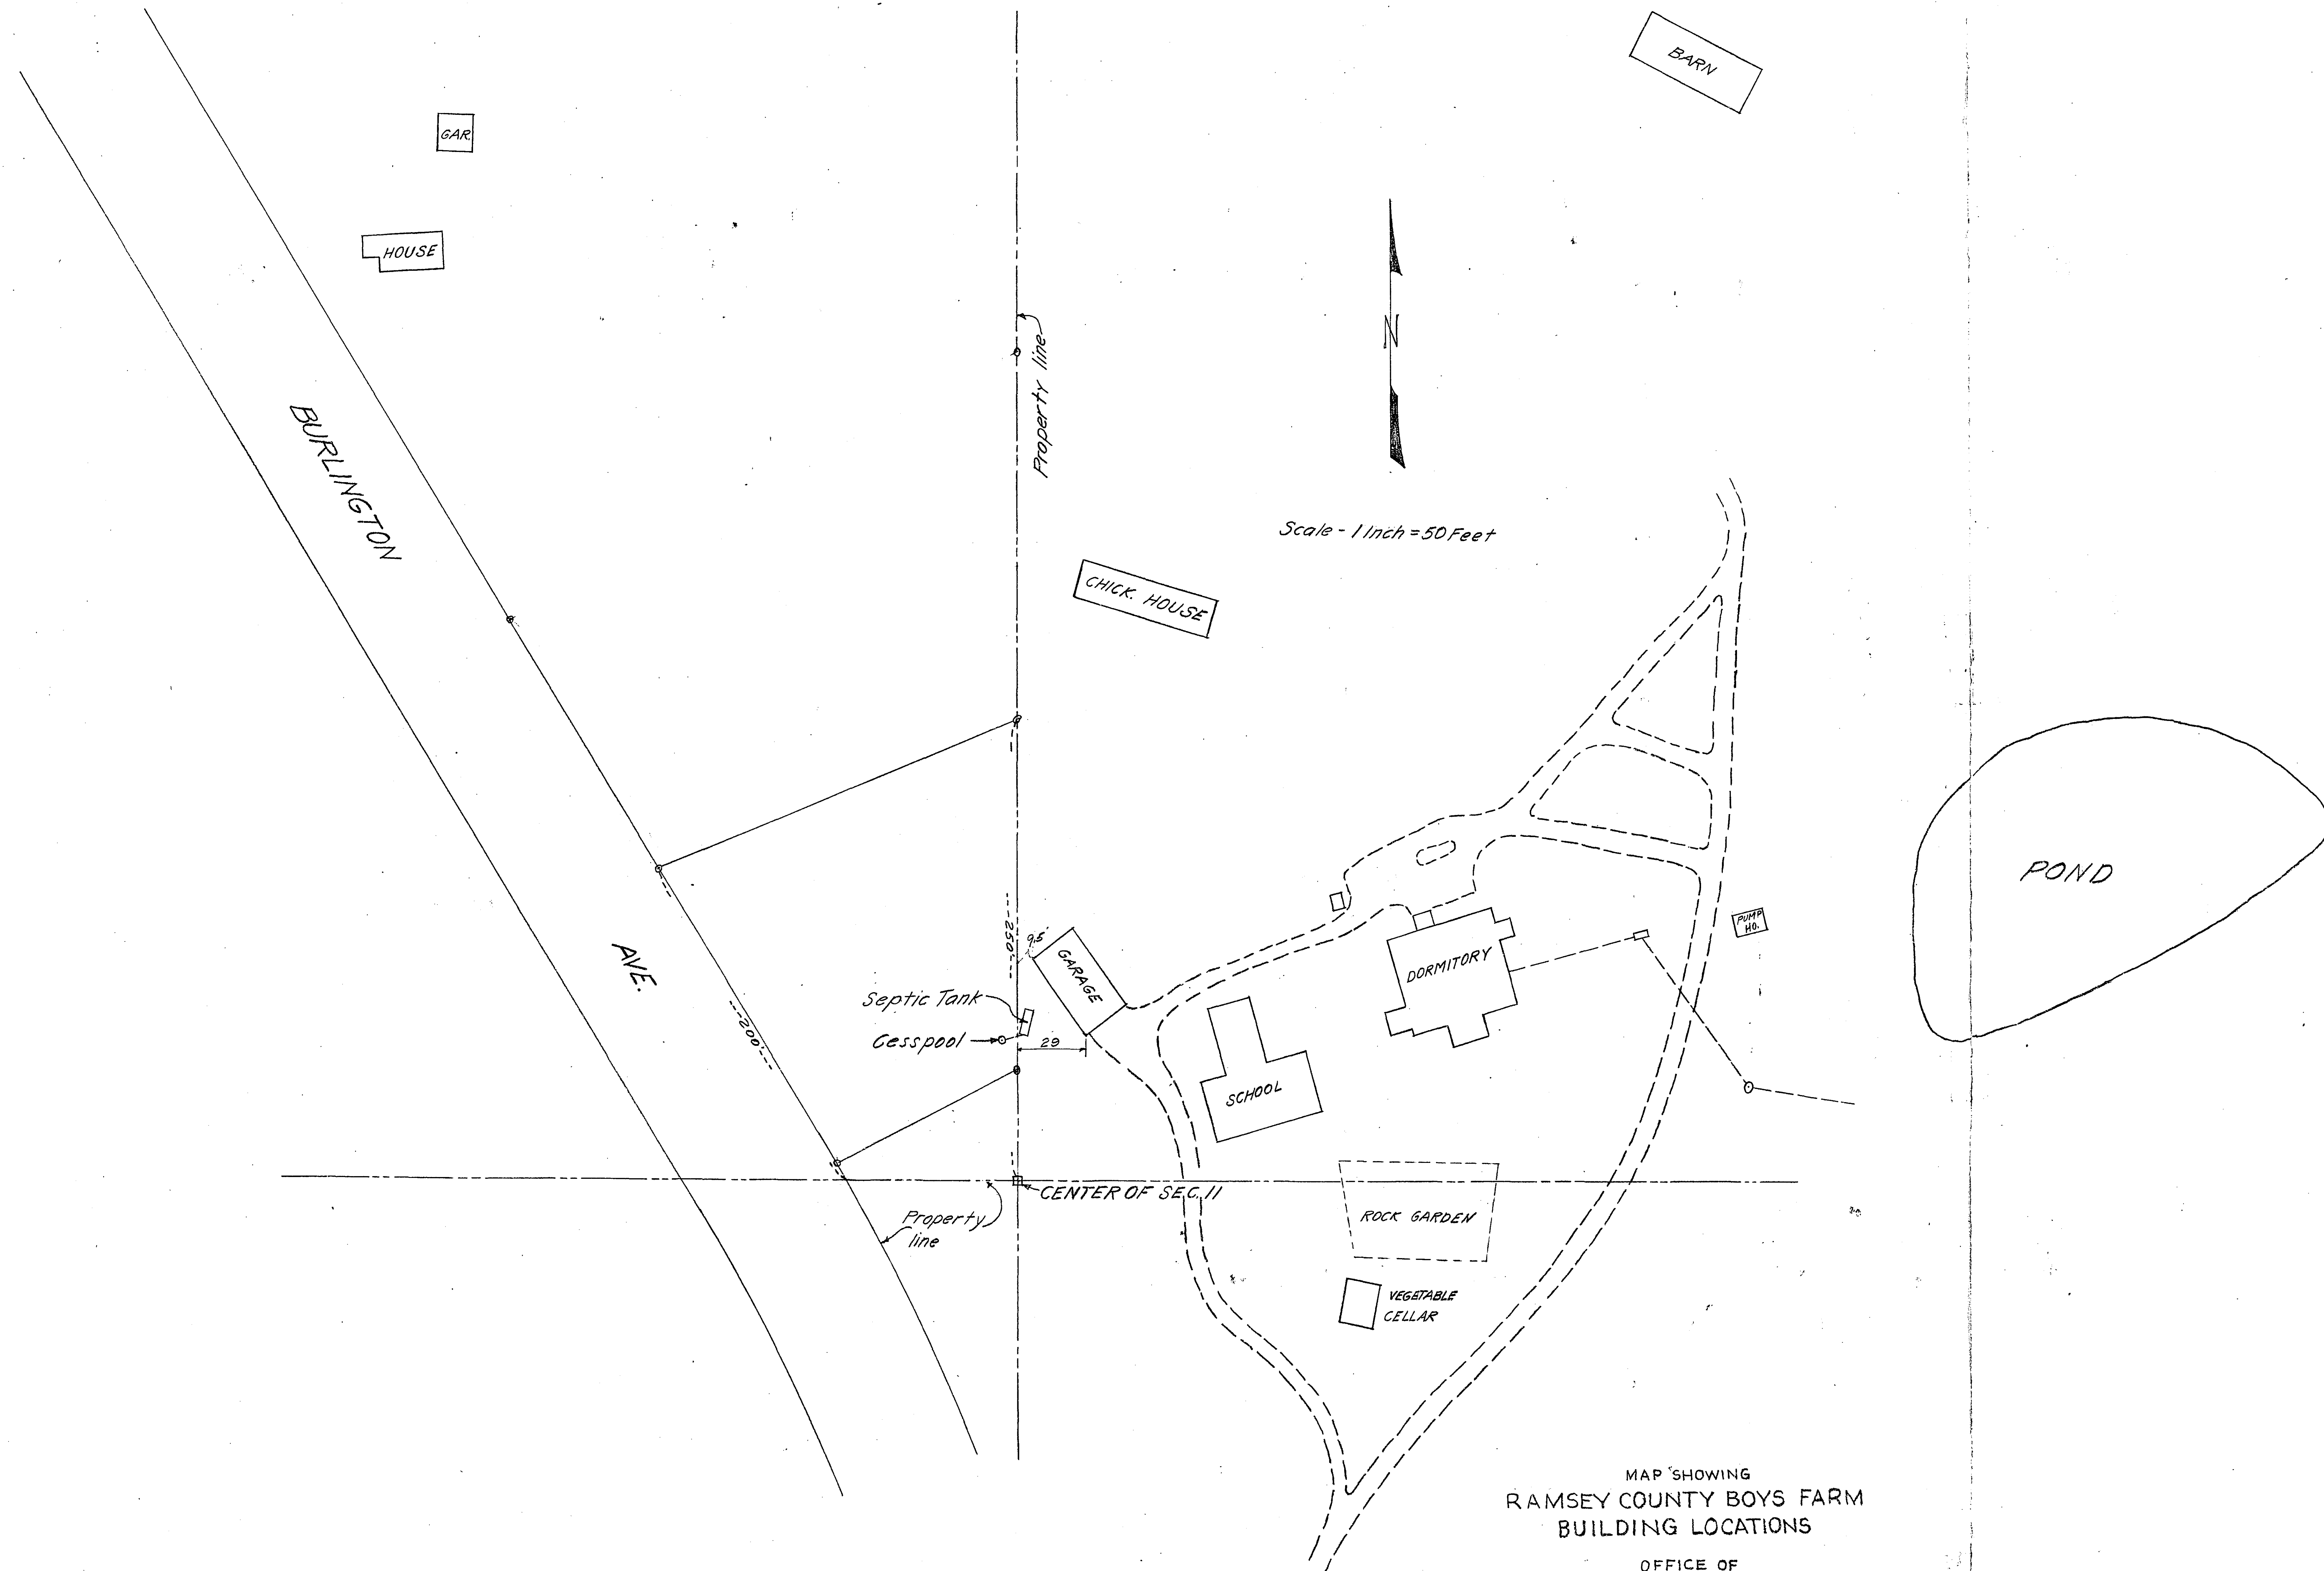 BARN
GAR.
HOUSE
N
Property line
BURLINGTON
Scale - 1 Inch = 50 Feet
CHICK. HOUSE
POND
PUMP
HO.
AVE.
250'
9.5'
GARAGE
DORMITORY
Septic Tank
Cesspool
29
200'
SCHOOL
CENTER OF SEC. 11
Property
line
ROCK GARDEN
VEGETABLE
CELLAR
MAP SHOWING
RAMSEY COUNTY BOYS FARM
BUILDING LOCATIONS
OFFICE OF